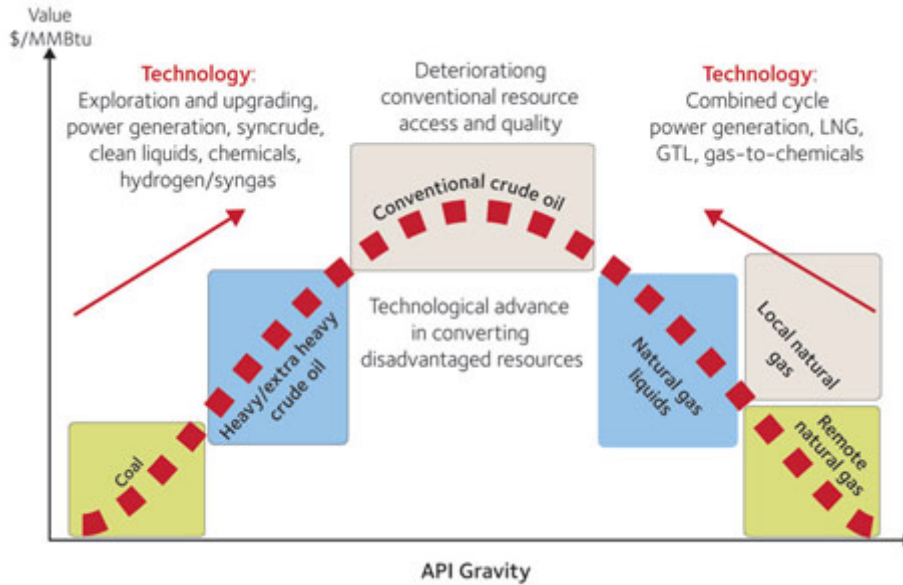 Value
$/MMBtu
Technology:
Exploration and upgrading,
power generation, syncrude,
clean liquids, chemicals,
hydrogen/syngas
Deterioriationg
conventional resource
access and quality
Technology:
Combined cycle
power generation, LNG,
GTL, gas-to-chemicals
Conventional crude oil
Technological advance
in converting
disadvantaged resources
Coal
Heavy/extra heavy
crude oil
Natural gas
liquids
Local natural
gas
Remote
natural gas
API Gravity